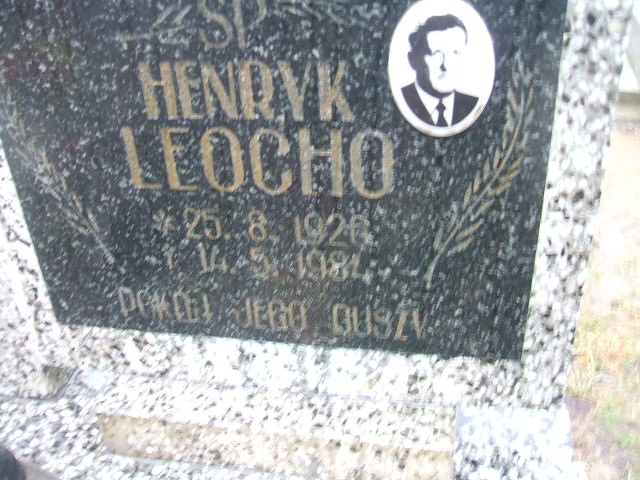 ŚP
HENRYK
LEOCHO
* 25. 8. 1926
† 14. 5. 1984
POKÓJ JEGO DUSZY